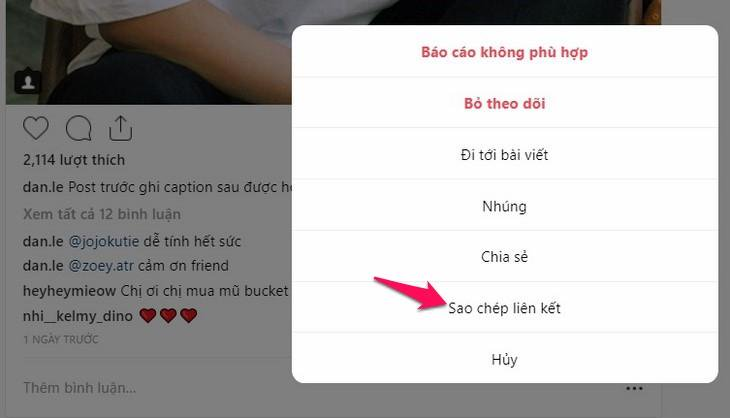 2,114 lượt thích
dan.le Post trước ghi caption sau được
Xem tất cả 12 bình luận
dan.le @jojokutie dễ tính hết sức
dan.le @zoey.atr cảm ơn friend
heyheymieow Chị ơi chị mua mũ bucket
nhi__kelmy_dino ❤❤❤
1 NGÀY TRƯỚC
Thêm bình luận...
Báo cáo không phù hợp
Bỏ theo dõi
Đi tới bài viết
Nhúng
Chia sẻ
Sao chép liên kết
Hủy